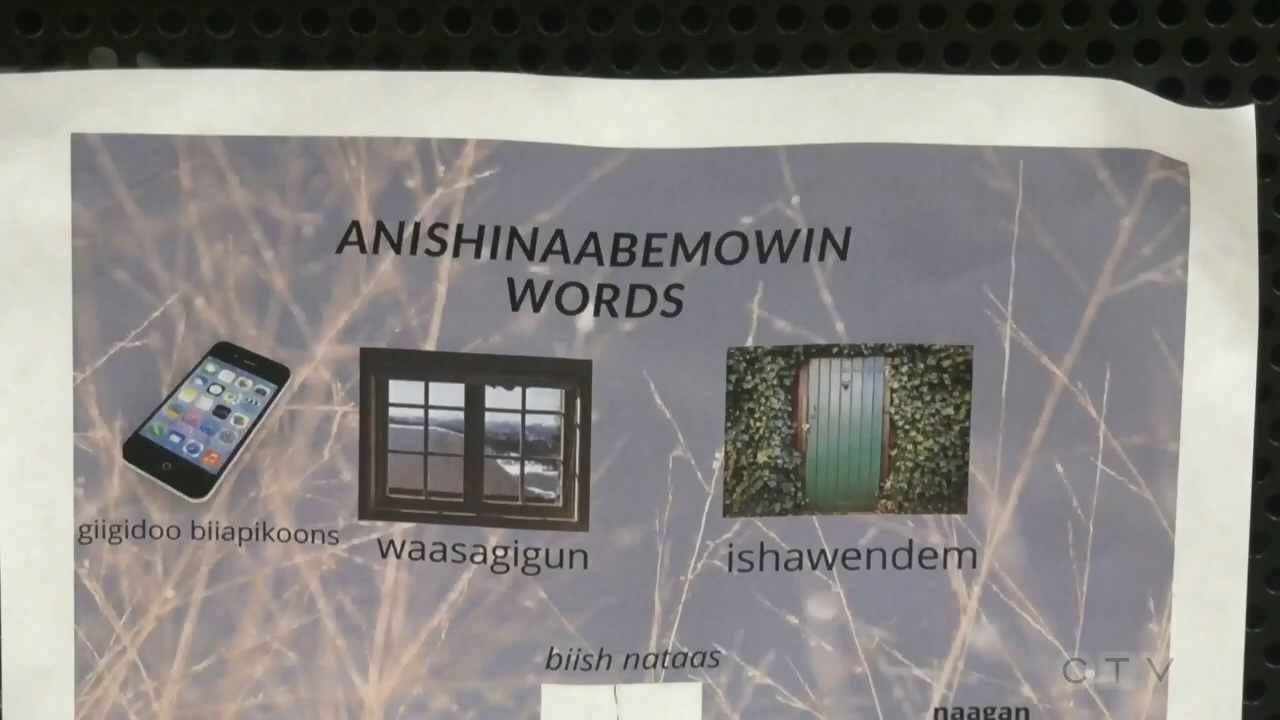 ANISHINAABEMOWIN
WORDS
giigidoo biiapikoons
waasagigun
ishawendem
biish nataas
naagan
CTV